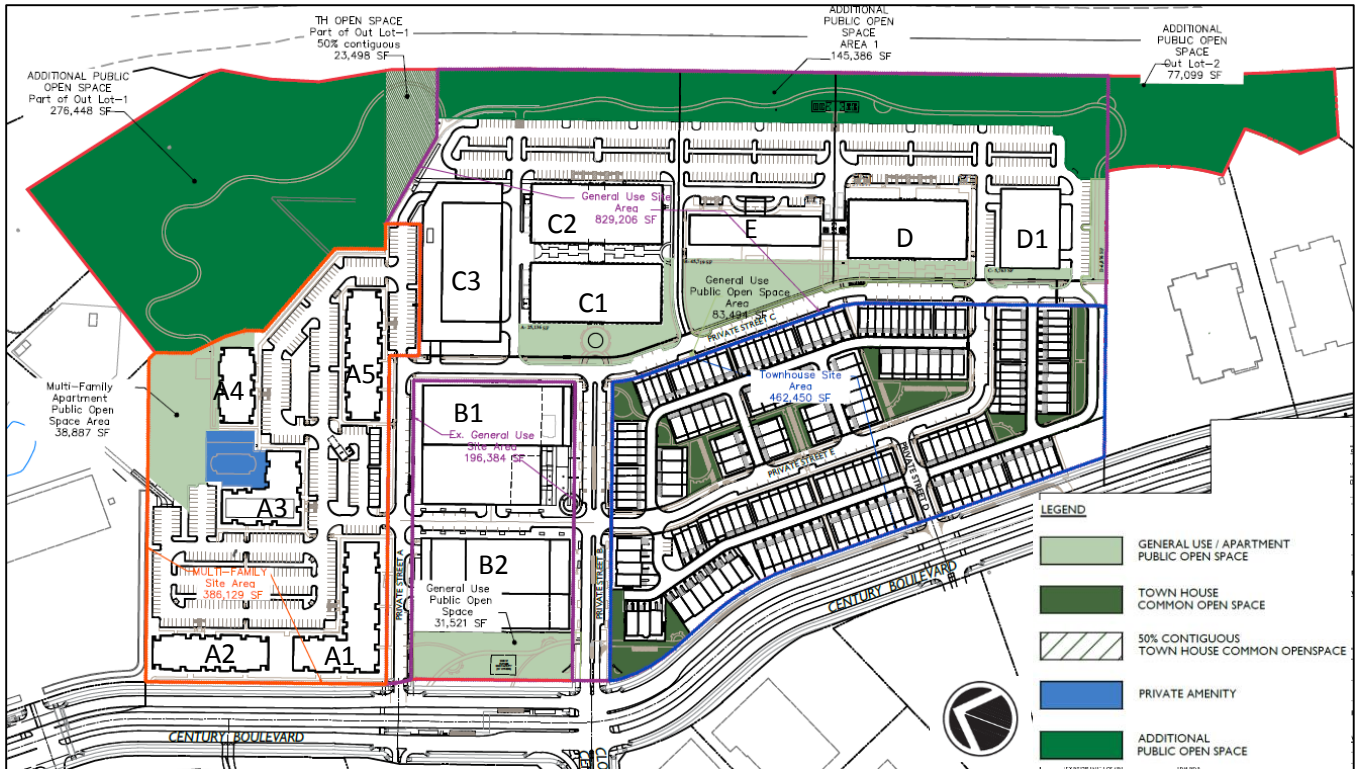 TH OPEN SPACE
Part of Out Lot-1
50% contiguous
23,498 SF
ADDITIONAL
PUBLIC OPEN
SPACE
AREA 1
145,386 SF
ADDITIONAL
PUBLIC OPEN
SPACE
Out Lot-2
77,099 SF
ADDITIONAL PUBLIC
OPEN SPACE
Part of Out Lot-1
276,448 SF
General Use Site
Area
829,206 SF
C2
C3
C1
E
D
D1
General Use
Public Open Space
Area
83,494 SF
PRIVATE STREET C
A4
A5
Multi-Family
Apartment
Public Open
Space Area
38,887 SF
Townhouse Site
Area
462,450 SF
B1
Ex. General Use
Site Area
196,384 SF
PRIVATE STREET E
PRIVATE STREET D
A3
MULTI-FAMILY
Site Area
386,129 SF
PRIVATE STREET A
B2
PRIVATE STREET B
General Use
Public Open
Space
31,521 SF
A2
A1
CENTURY BOULEVARD
CENTURY BOULEVARD
LEGEND
GENERAL USE / APARTMENT
PUBLIC OPEN SPACE
TOWN HOUSE
COMMON OPEN SPACE
50% CONTIGUOUS
TOWN HOUSE COMMON OPENSPACE
PRIVATE AMENITY
ADDITIONAL
PUBLIC OPEN SPACE